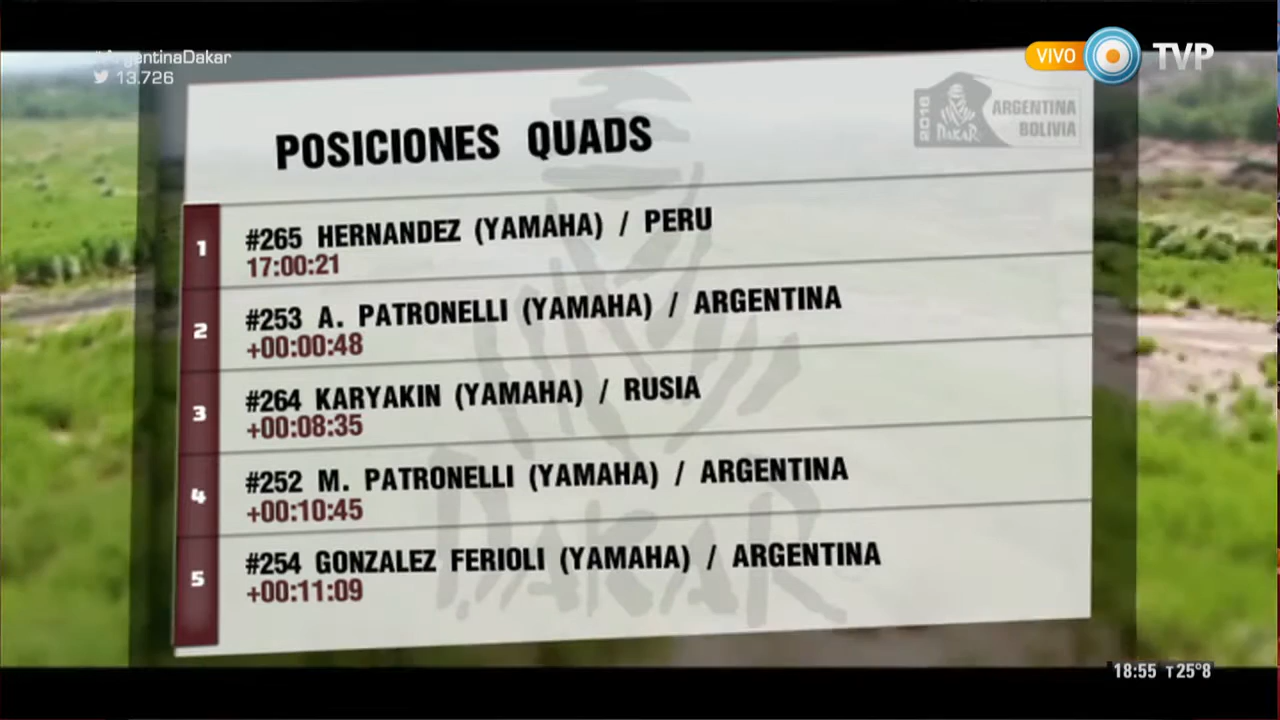 #ArgentinaDakar
13.726
VIVO
TVP
POSICIONES QUADS
2016
DAKAR
ARGENTINA
BOLIVIA
1
#265 HERNANDEZ (YAMAHA) / PERU
17:00:21
2
#253 A. PATRONELLI (YAMAHA) / ARGENTINA
+00:00:48
3
#264 KARYAKIN (YAMAHA) / RUSIA
+00:08:35
4
#252 M. PATRONELLI (YAMAHA) / ARGENTINA
+00:10:45
5
#254 GONZALEZ FERIOLI (YAMAHA) / ARGENTINA
+00:11:09
DAKAR
18:55 T 25°8